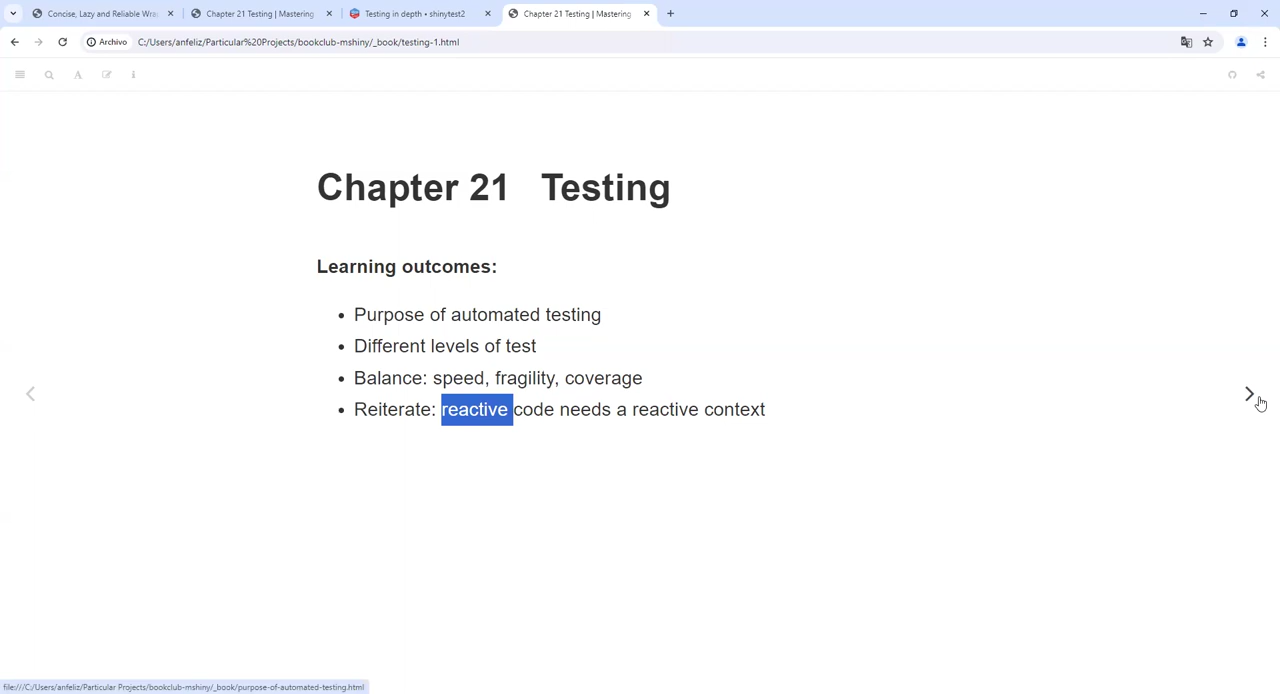 Concise, Lazy and Reliable Wra
Chapter 21 Testing | Mastering
Testing in depth • shinytest2
Chapter 21 Testing | Mastering
Archivo
C:/Users/anfeliz/Particular%20Projects/bookclub-mshiny/_book/testing-1.html
Chapter 21 Testing
Learning outcomes:
• Purpose of automated testing
• Different levels of test
• Balance: speed, fragility, coverage
• Reiterate: reactive code needs a reactive context
file:///C:/Users/anfeliz/Particular Projects/bookclub-mshiny/_book/purpose-of-automated-testing.html